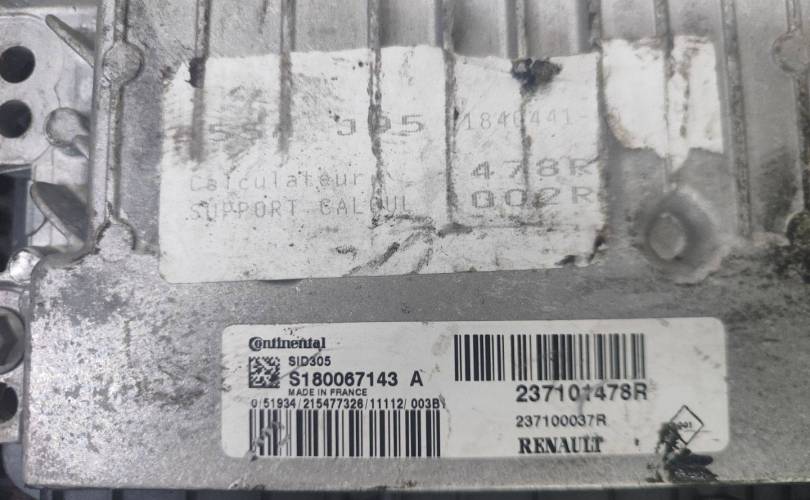 J95 1840441-
Calculateur 478R
SUPPORT CALCUL 002R
Continental
SID305
S180067143 A
MADE IN FRANCE
0/51934/215477326/11112/003B
237101478R
237100037R
RENAULT
001